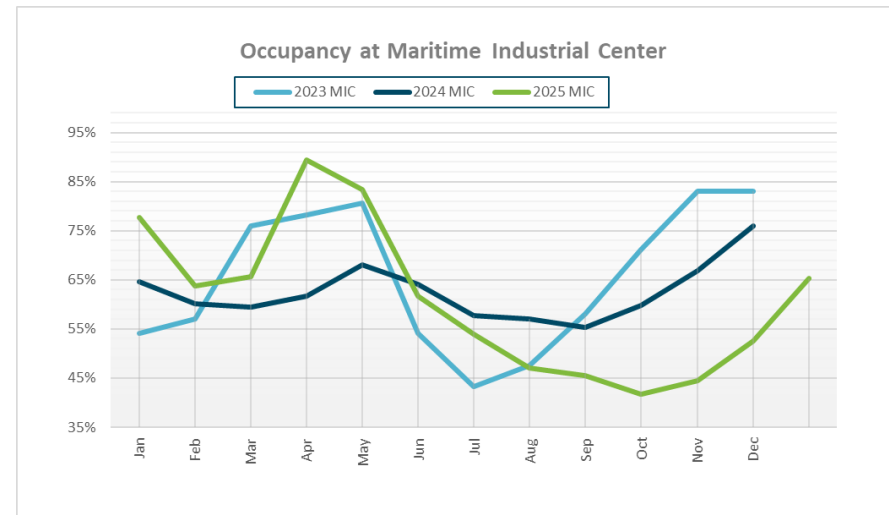 Occupancy at Maritime Industrial Center
2023 MIC 2024 MIC 2025 MIC
95%
85%
75%
65%
55%
45%
35%
Jan Feb Mar Apr May Jun Jul Aug Sep Oct Nov Dec